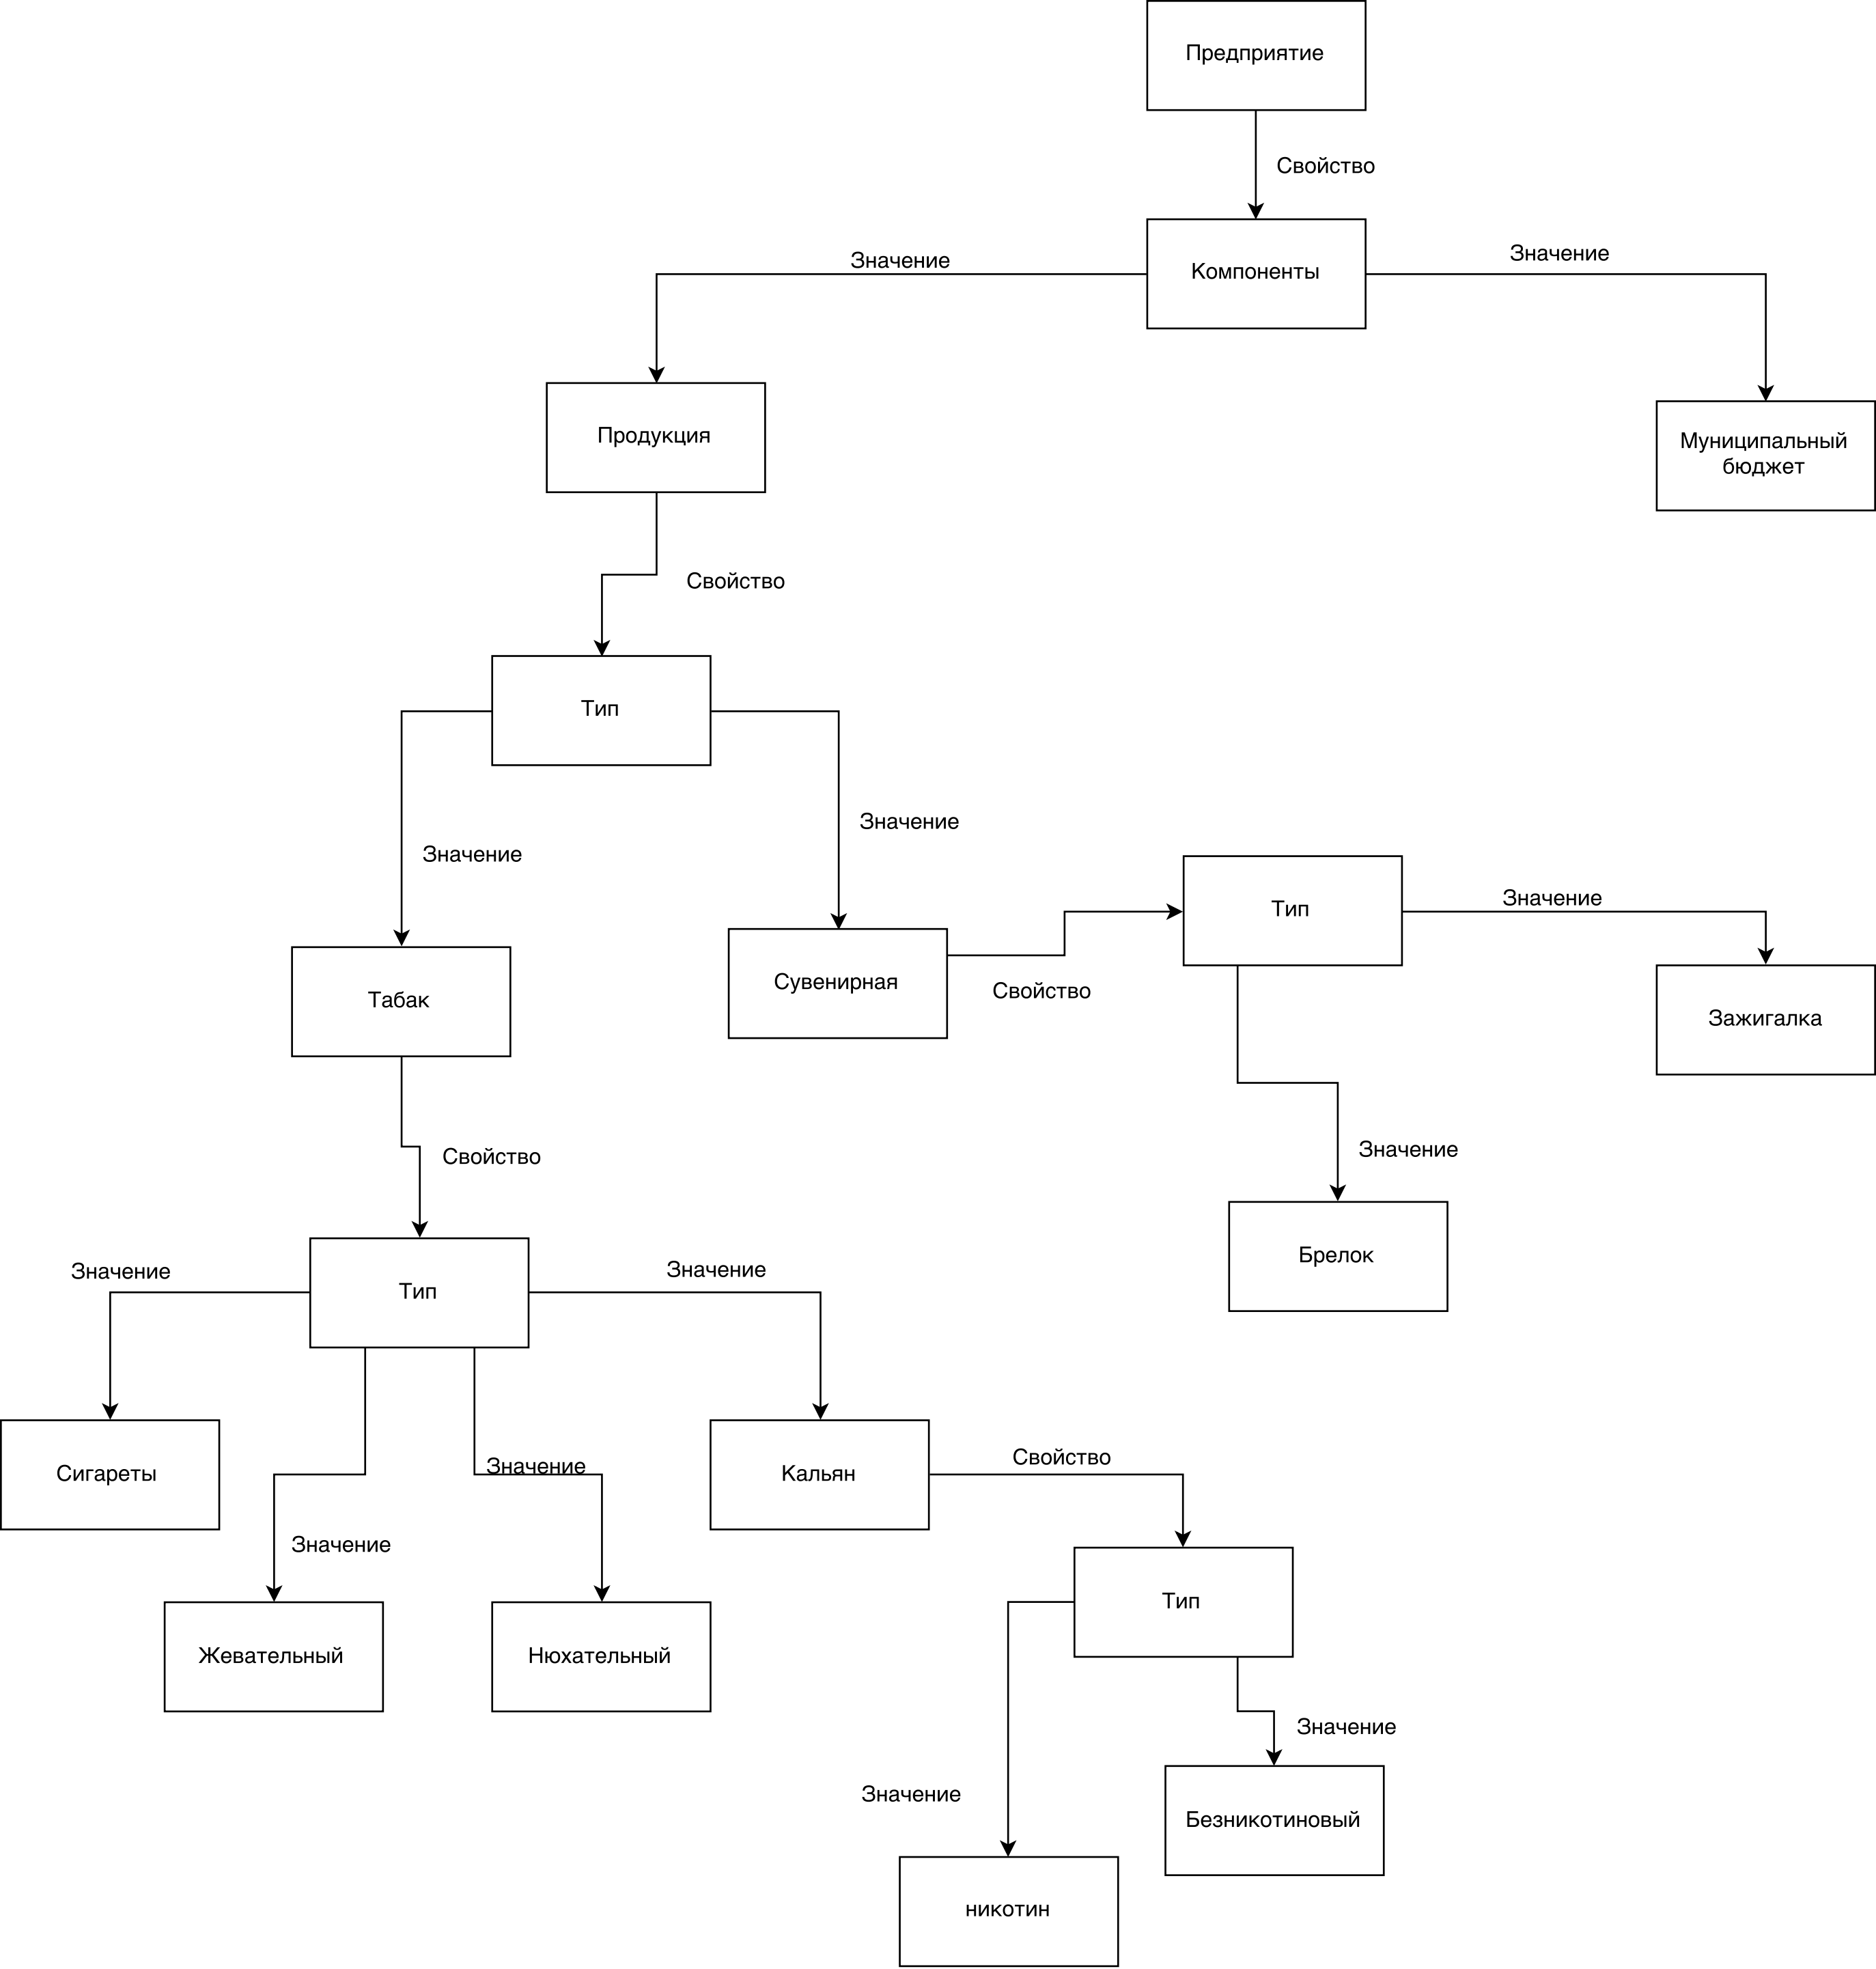 Предприятие
Свойство
Значение
Компоненты
Значение
Продукция
Муниципальный
бюджет
Свойство
Тип
Значение
Значение
Тип
Значение
Табак
Сувенирная
Свойство
Зажигалка
Свойство
Значение
Брелок
Значение
Тип
Значение
Сигареты
Значение
Кальян
Свойство
Значение
Тип
Жевательный
Нюхательный
Значение
Значение
Безникотиновый
никотин